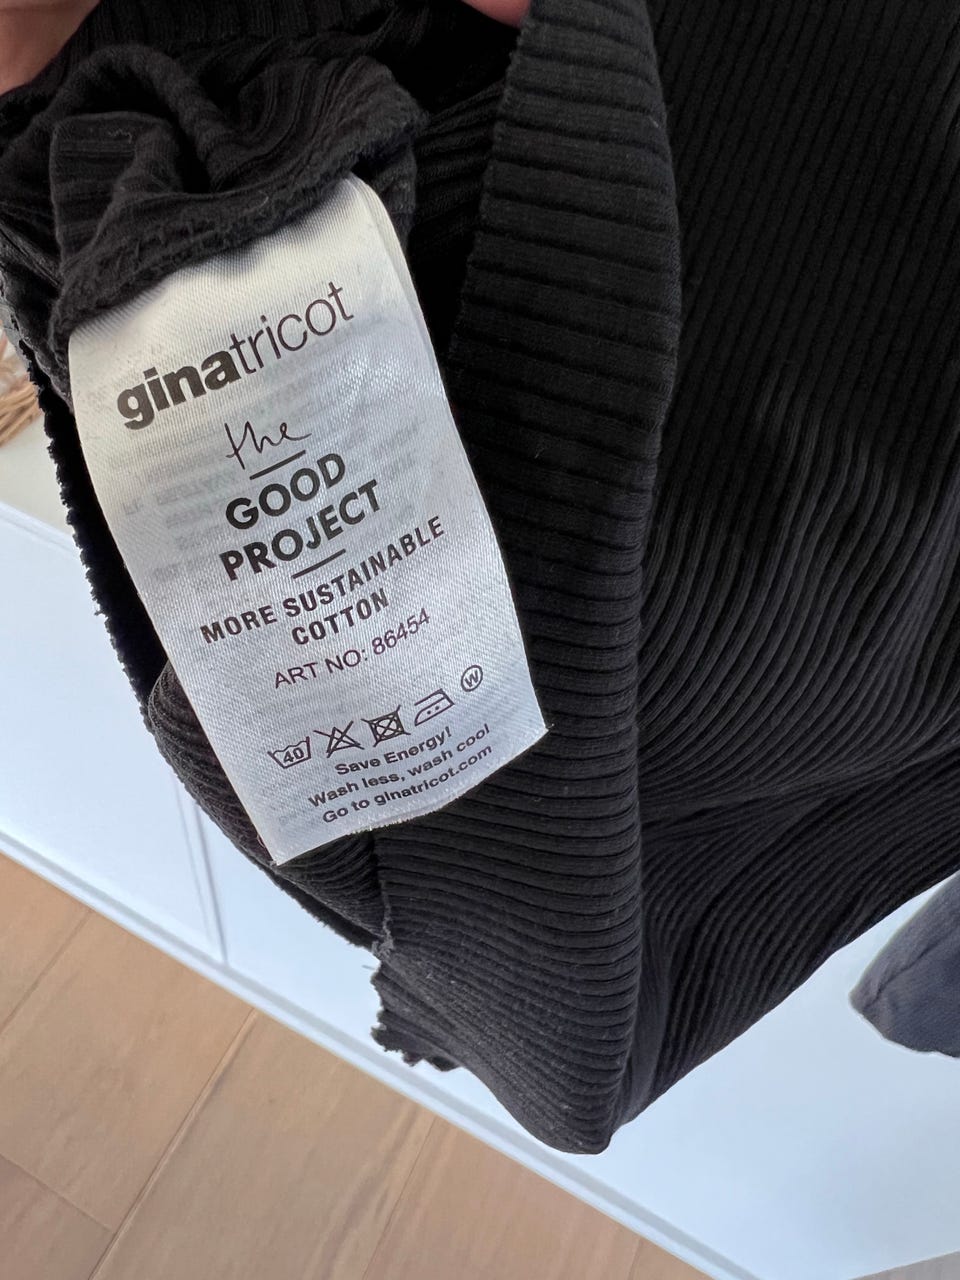 ginatricot
the
GOOD
PROJECT
MORE SUSTAINABLE
COTTON
ART NO: 86454
40 W
Save Energy!
Wash less, wash cool
Go to ginatricot.com